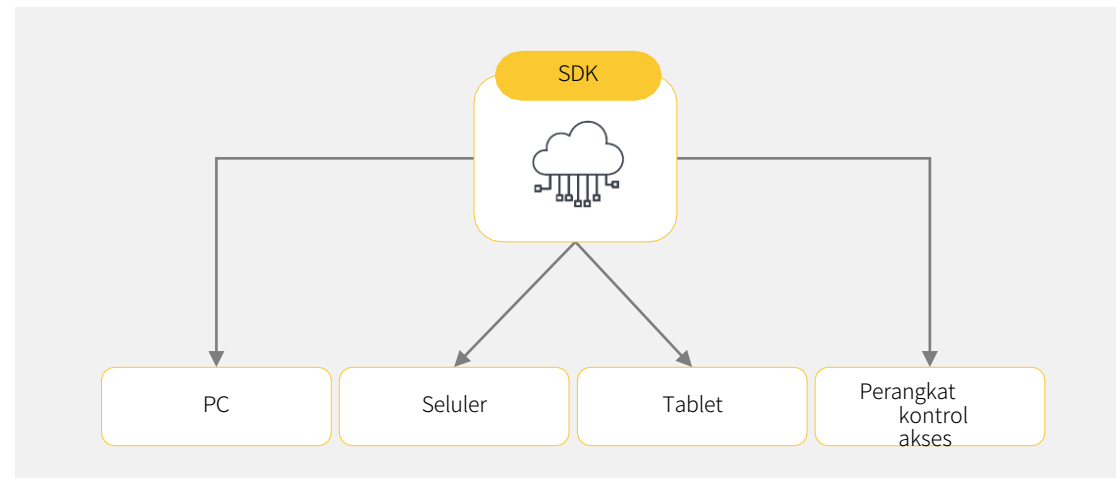 SDK
PC
Seluler
Tablet
Perangkat
kontrol
akses